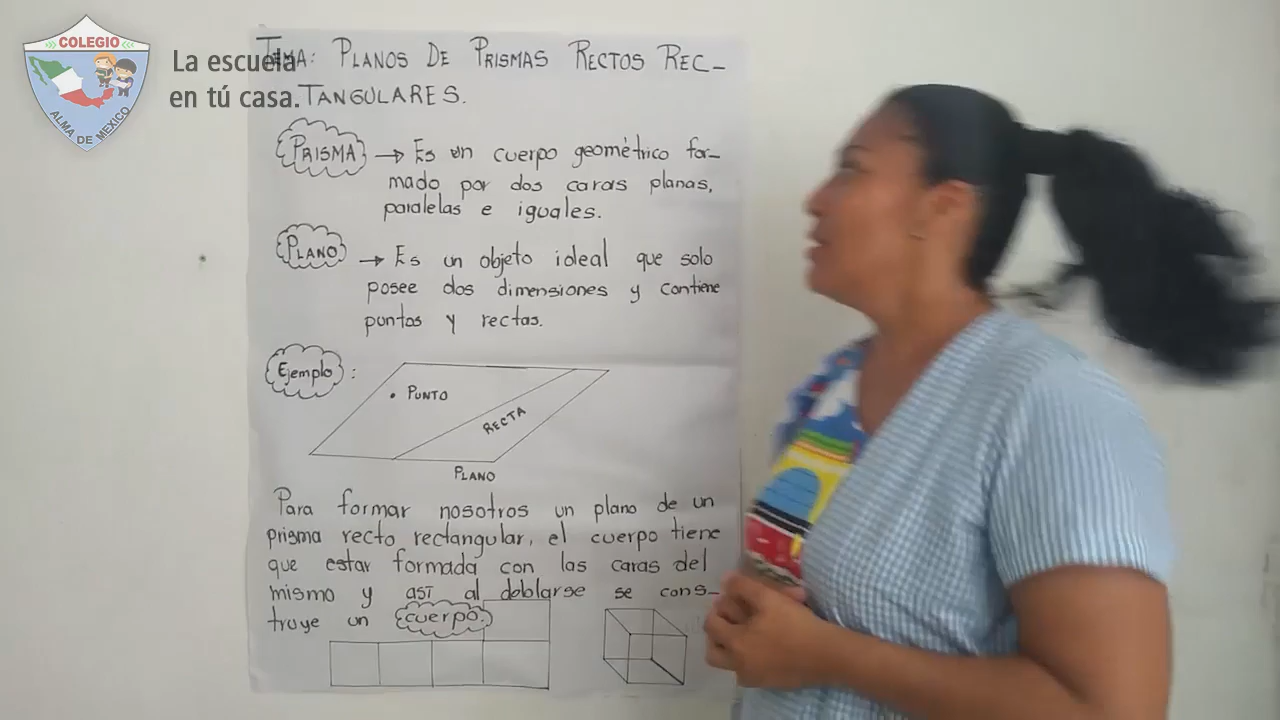 COLEGIO
ALMA DE MEXICO
La escuela
en tú casa.
TEMA: PLANOS DE PRISMAS RECTOS REC-
TANGULARES.
PRISMA → Es un cuerpo geométrico for-
mado por dos caras planas,
paralelas e iguales.
PLANO → Es un objeto ideal que solo
posee dos dimensiones y contiene
puntos y rectas.
Ejemplo:
PUNTO
RECTA
PLANO
Para formar nosotros un plano de un
prisma recto rectangular, el cuerpo tiene
que estar formada con las caras del
mismo y así al doblarse se cons-
truye un cuerpo.